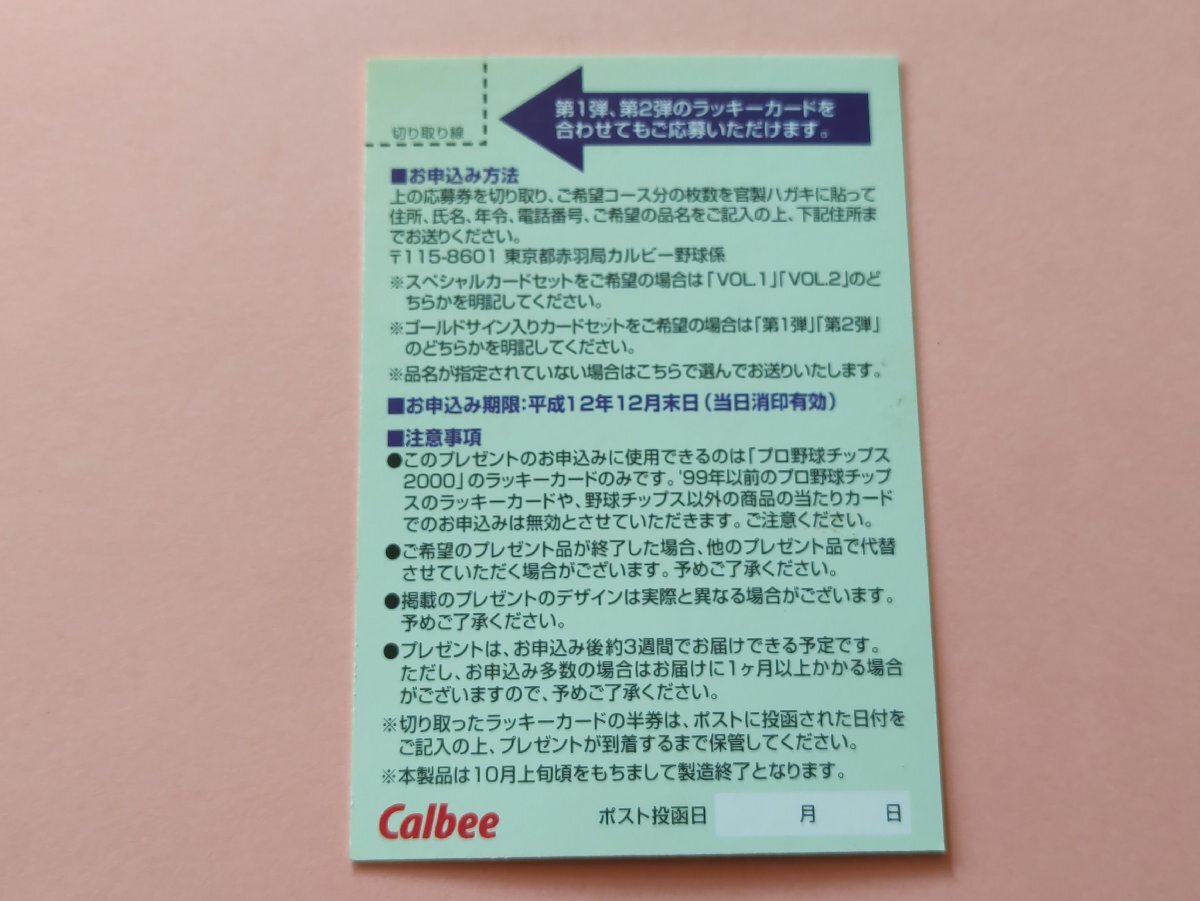 切り取り線
第1弾、第2弾のラッキーカードを
合わせてもご応募いただけます。
■お申込み方法
上の応募券を切り取り、ご希望コース分の枚数を官製ハガキに貼って
住所、氏名、年令、電話番号、ご希望の品名をご記入の上、下記住所ま
でお送りください。
〒115-8601 東京都赤羽局カルビー野球係
※スペシャルカードセットをご希望の場合は「VOL.1」「VOL.2」のど
ちらかを明記してください。
※ゴールドサイン入りカードセットをご希望の場合は「第1弾」「第2弾」
のどちらかを明記してください。
※品名が指定されていない場合はこちらで選んでお送りいたします。
■お申込み期限:平成12年12月末日(当日消印有効)
■注意事項
●このプレゼントのお申込みに使用できるのは「プロ野球チップス
2000」のラッキーカードのみです。'99年以前のプロ野球チップ
スのラッキーカードや、野球チップス以外の商品の当たりカード
でのお申込みは無効とさせていただきます。ご注意ください。
●ご希望のプレゼント品が終了した場合、他のプレゼント品で代替
させていただく場合がございます。予めご了承ください。
●掲載のプレゼントのデザインは実際と異なる場合がございます。
予めご了承ください。
●プレゼントは、お申込み後約3週間でお届けできる予定です。
ただし、お申込み多数の場合はお届けに1ヶ月以上かかる場合
がございますので、予めご了承ください。
※切り取ったラッキーカードの半券は、ポストに投函された日付を
ご記入の上、プレゼントが到着するまで保管してください。
※本製品は10月上旬頃をもちまして製造終了となります。
Calbee ポスト投函日 月 日